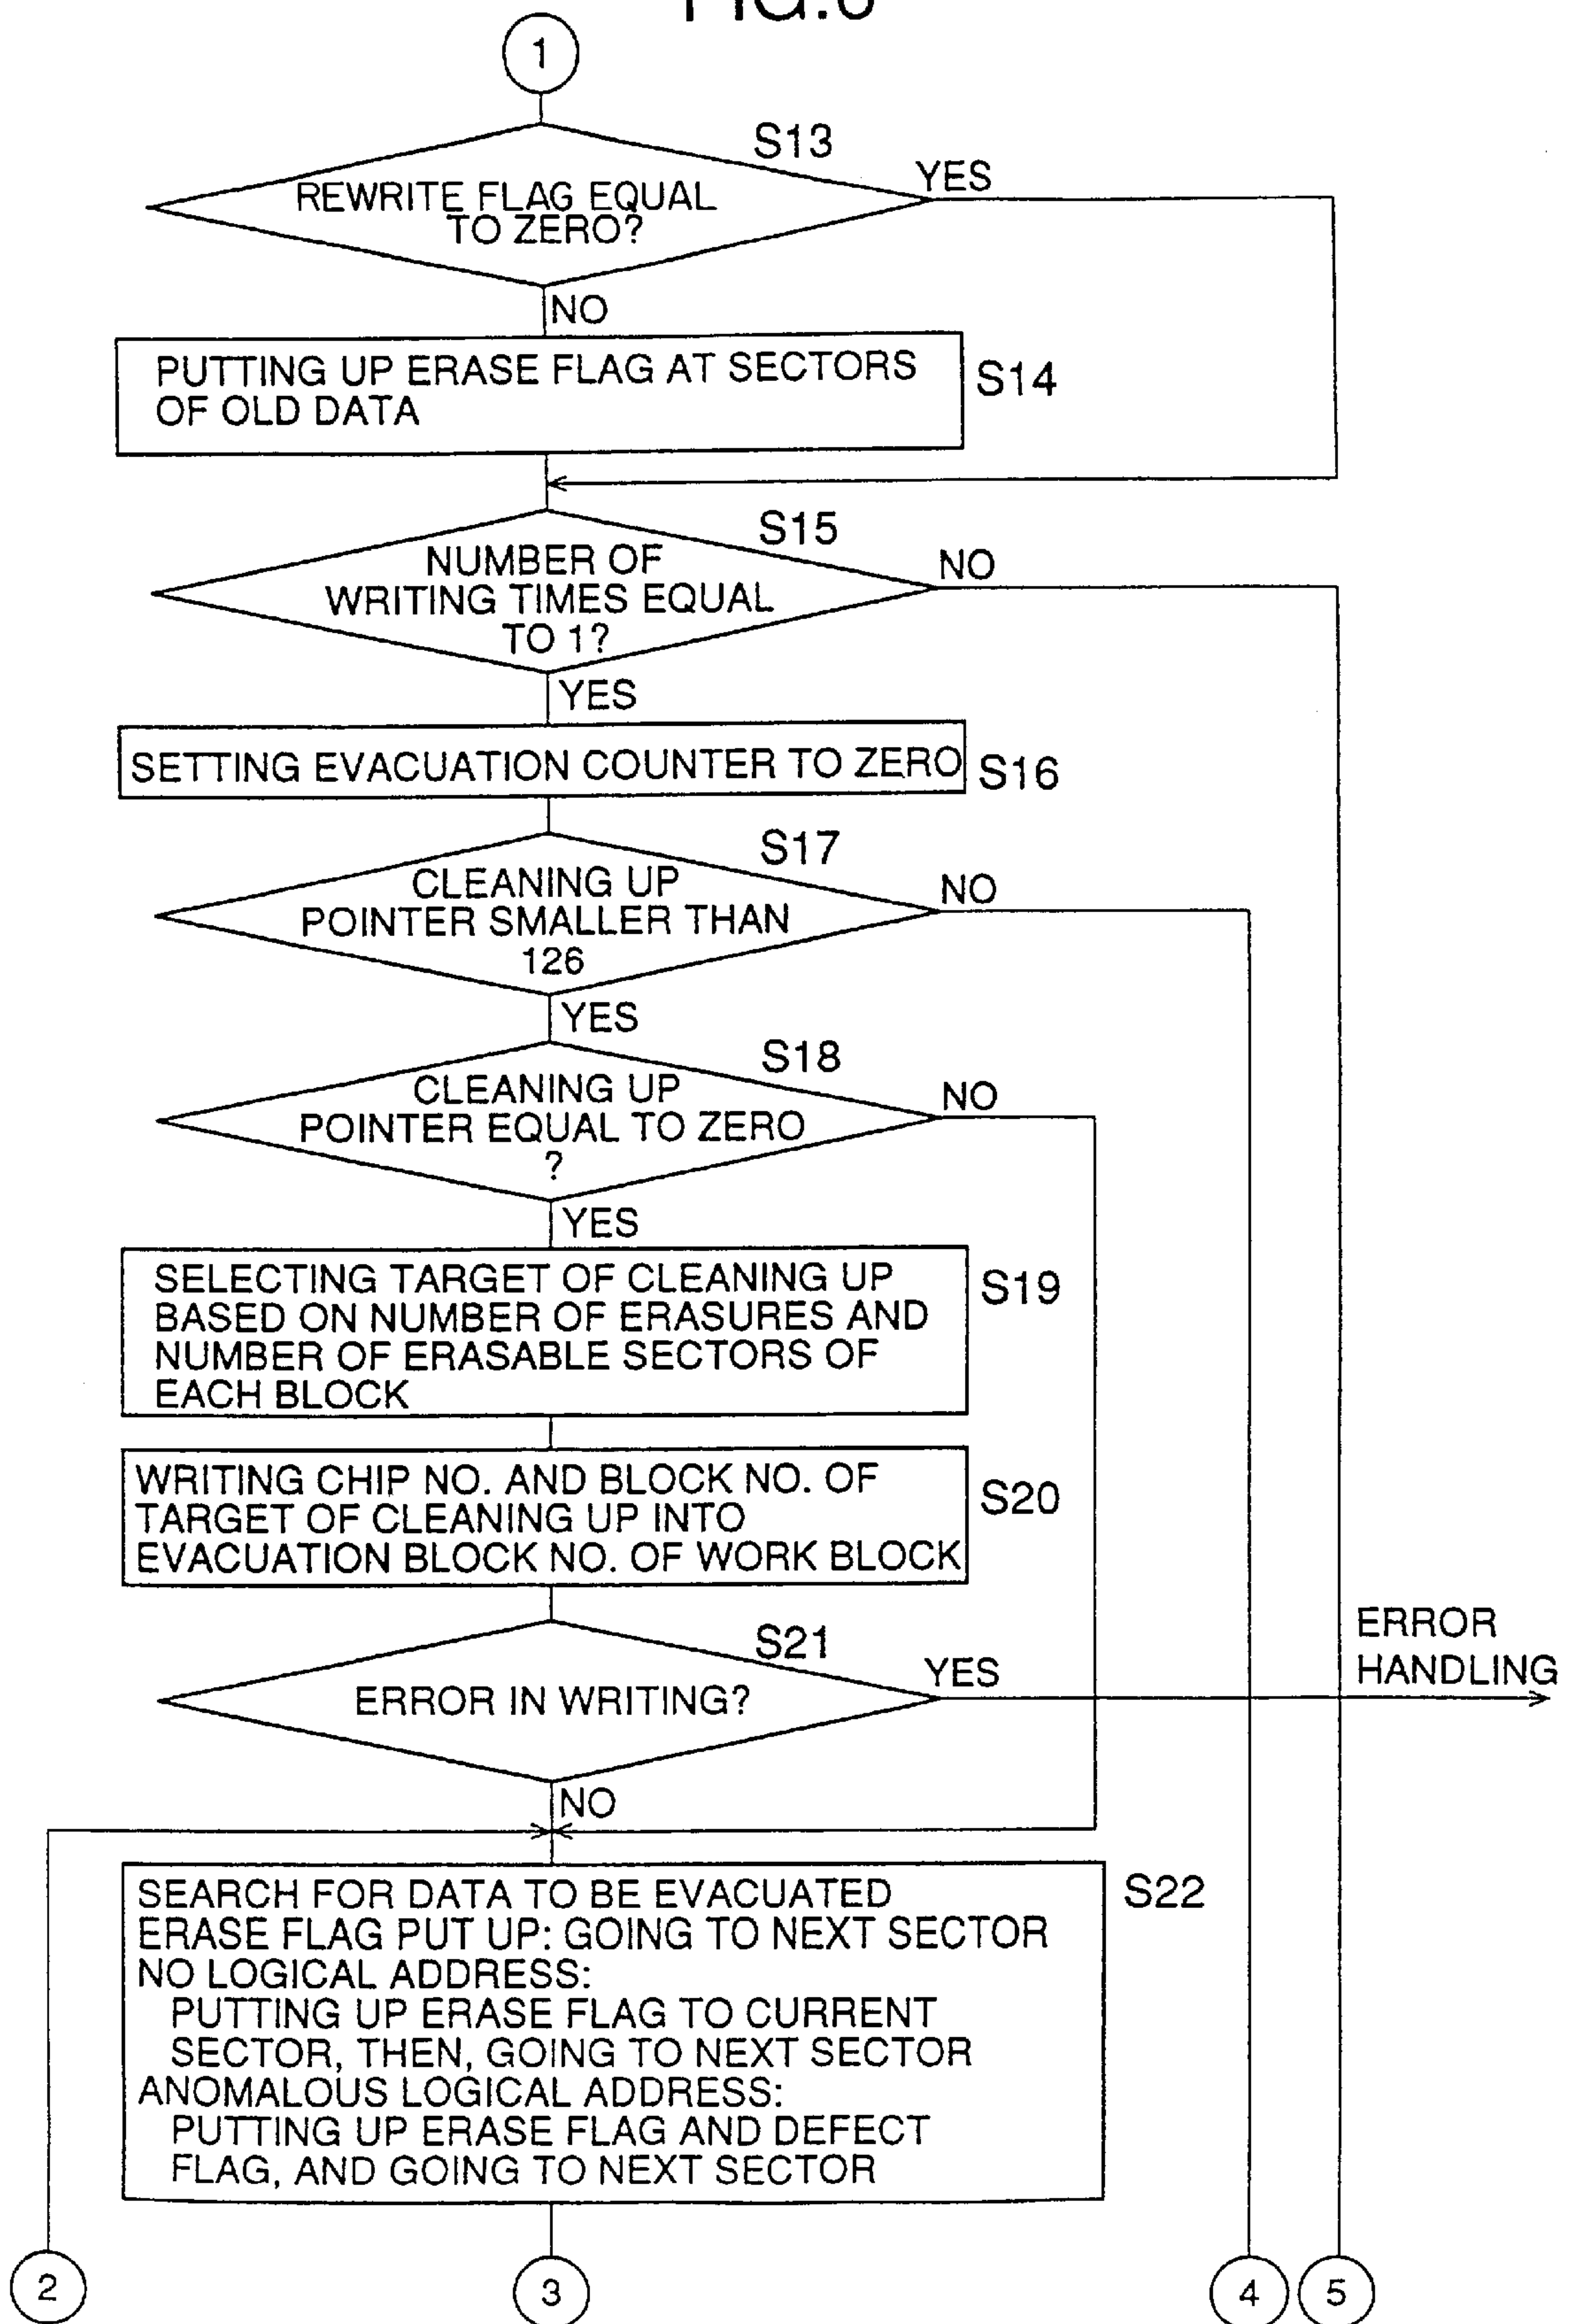 1
S13
YES
REWRITE FLAG EQUAL
TO ZERO?
NO
PUTTING UP ERASE FLAG AT SECTORS
OF OLD DATA
S14
S15
NO
NUMBER OF
WRITING TIMES EQUAL
TO 1?
YES
SETTING EVACUATION COUNTER TO ZERO
S16
S17
NO
CLEANING UP
POINTER SMALLER THAN
126
YES
S18
NO
CLEANING UP
POINTER EQUAL TO ZERO
?
YES
SELECTING TARGET OF CLEANING UP
BASED ON NUMBER OF ERASURES AND
NUMBER OF ERASABLE SECTORS OF
EACH BLOCK
S19
WRITING CHIP NO. AND BLOCK NO. OF
TARGET OF CLEANING UP INTO
EVACUATION BLOCK NO. OF WORK BLOCK
S20
S21
YES
ERROR
HANDLING
ERROR IN WRITING?
NO
SEARCH FOR DATA TO BE EVACUATED
ERASE FLAG PUT UP: GOING TO NEXT SECTOR
NO LOGICAL ADDRESS:
PUTTING UP ERASE FLAG TO CURRENT
SECTOR, THEN, GOING TO NEXT SECTOR
ANOMALOUS LOGICAL ADDRESS:
PUTTING UP ERASE FLAG AND DEFECT
FLAG, AND GOING TO NEXT SECTOR
S22
2
3
4
5